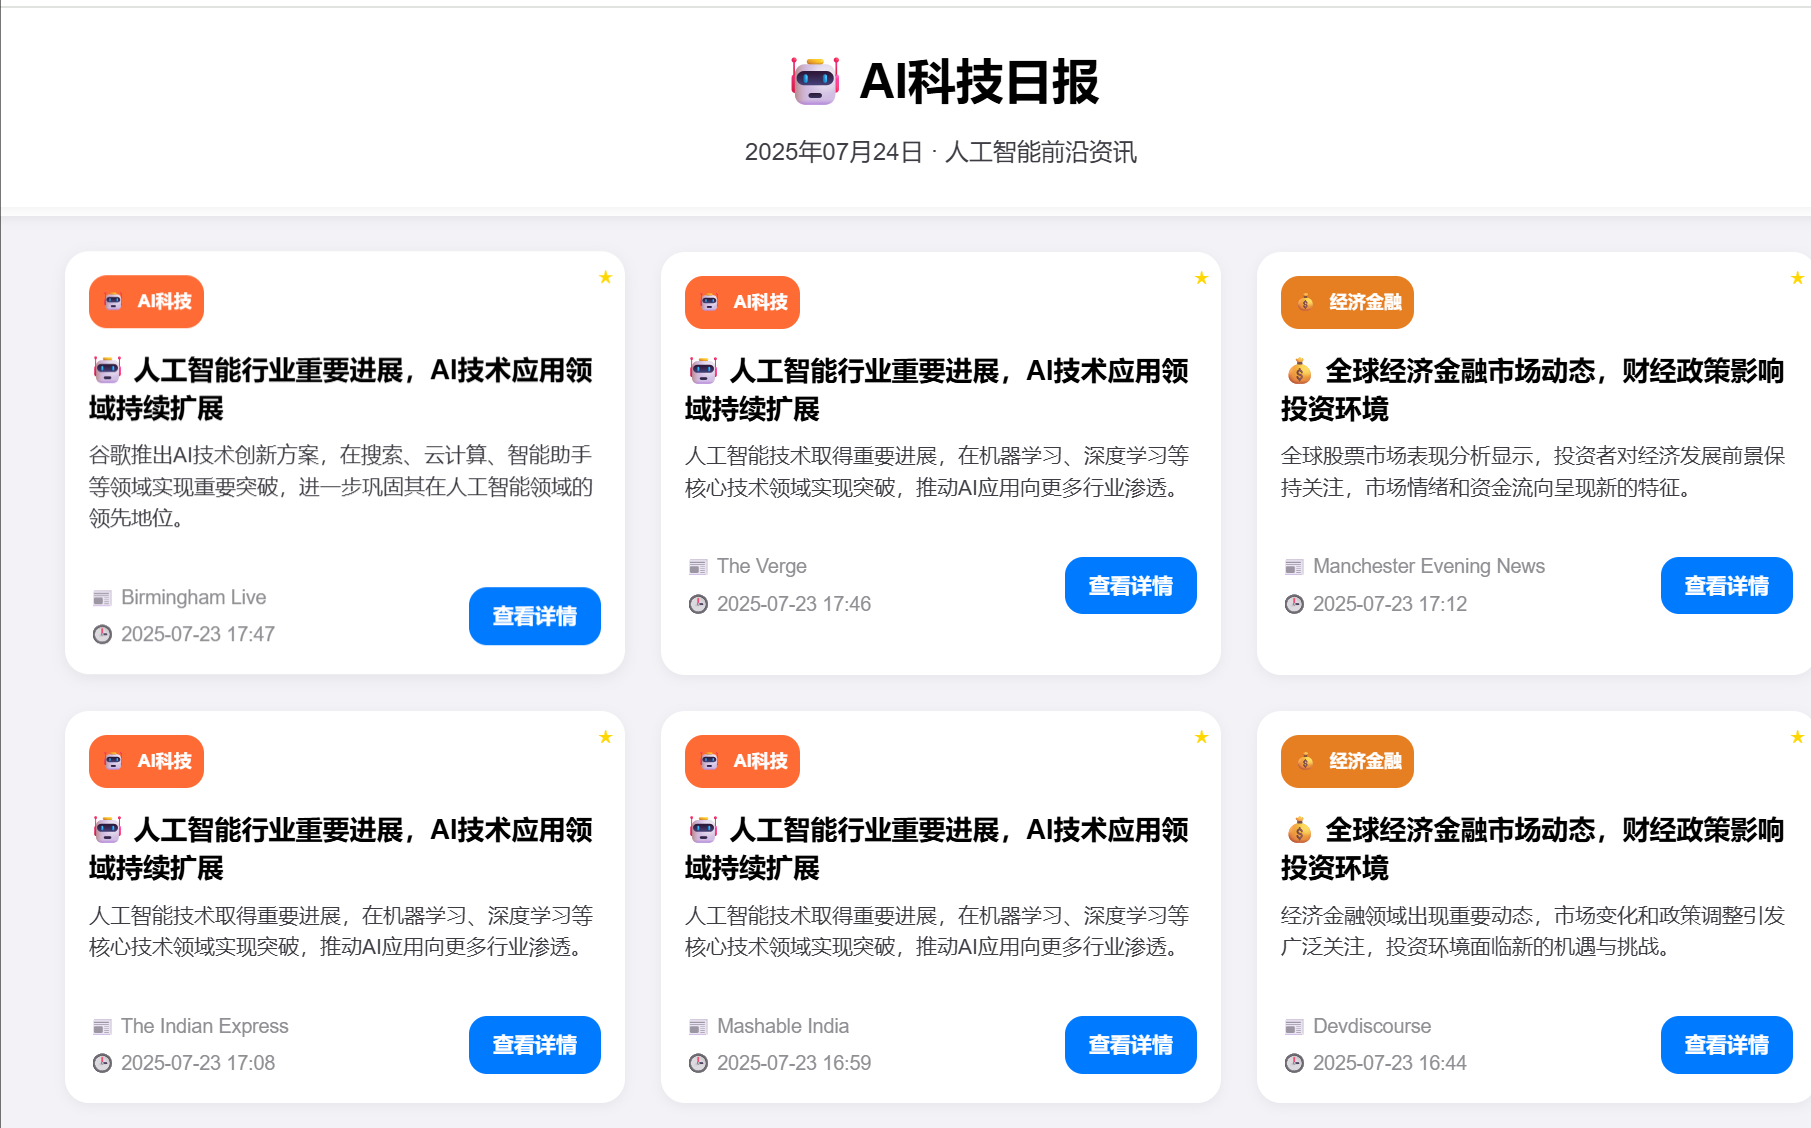 AI科技日报
2025年07月24日 · 人工智能前沿资讯
AI科技
人工智能行业重要进展，AI技术应用领
域持续扩展
谷歌推出AI技术创新方案，在搜索、云计算、智能助手
等领域实现重要突破，进一步巩固其在人工智能领域的
领先地位。
Birmingham Live
2025-07-23 17:47
查看详情
AI科技
人工智能行业重要进展，AI技术应用领
域持续扩展
人工智能技术取得重要进展，在机器学习、深度学习等
核心技术领域实现突破，推动AI应用向更多行业渗透。
The Verge
2025-07-23 17:46
查看详情
经济金融
全球经济金融市场动态，财经政策影响
投资环境
全球股票市场表现分析显示，投资者对经济发展前景保
持关注，市场情绪和资金流向呈现新的特征。
Manchester Evening News
2025-07-23 17:12
查看详情
AI科技
人工智能行业重要进展，AI技术应用领
域持续扩展
人工智能技术取得重要进展，在机器学习、深度学习等
核心技术领域实现突破，推动AI应用向更多行业渗透。
The Indian Express
2025-07-23 17:08
查看详情
AI科技
人工智能行业重要进展，AI技术应用领
域持续扩展
人工智能技术取得重要进展，在机器学习、深度学习等
核心技术领域实现突破，推动AI应用向更多行业渗透。
Mashable India
2025-07-23 16:59
查看详情
经济金融
全球经济金融市场动态，财经政策影响
投资环境
经济金融领域出现重要动态，市场变化和政策调整引发
广泛关注，投资环境面临新的机遇与挑战。
Devdiscourse
2025-07-23 16:44
查看详情